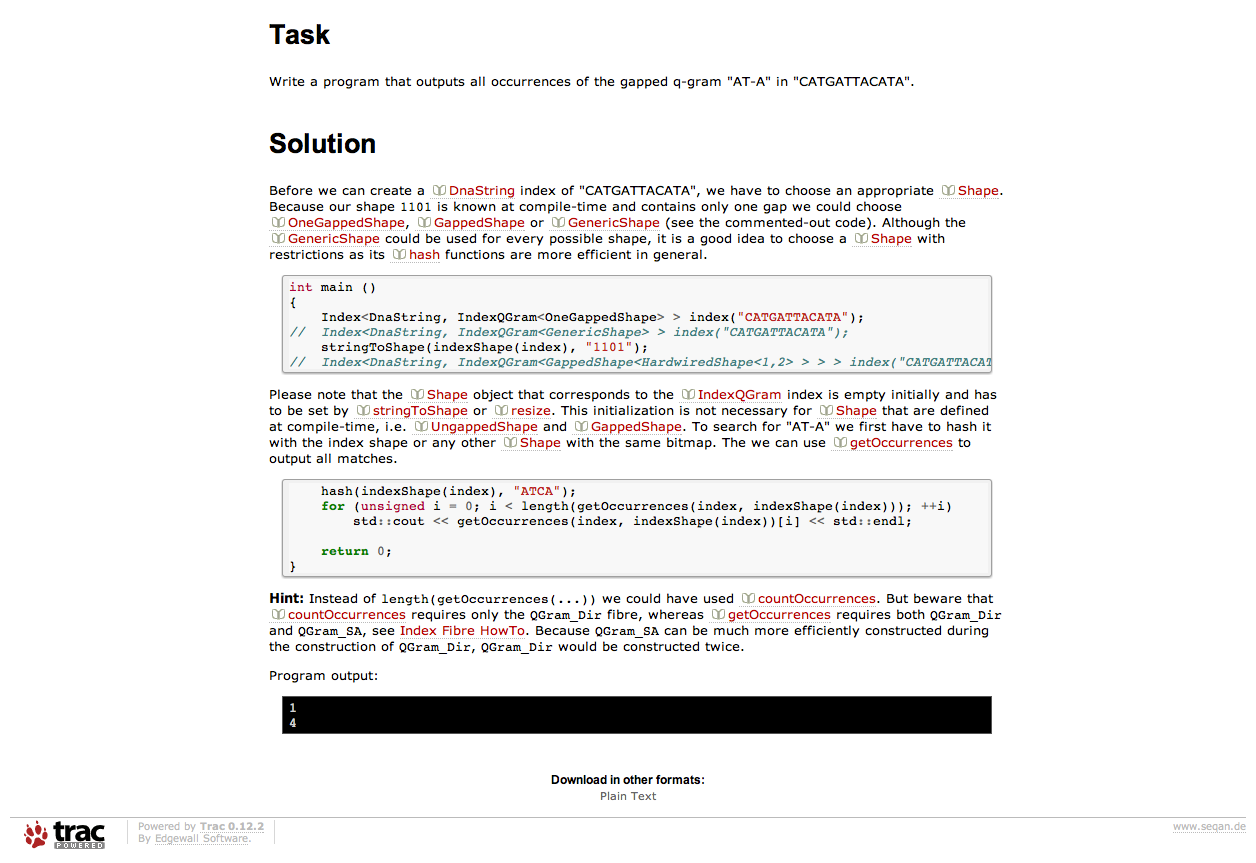 Task
Write a program that outputs all occurrences of the gapped q-gram "AT-A" in "CATGATTACATA".
Solution
Before we can create a DnaString index of "CATGATTACATA", we have to choose an appropriate Shape.
Because our shape 1101 is known at compile-time and contains only one gap we could choose
OneGappedShape, GappedShape or GenericShape (see the commented-out code). Although the
GenericShape could be used for every possible shape, it is a good idea to choose a Shape with
restrictions as its hash functions are more efficient in general.
int main ()
{
    Index<DnaString, IndexQGram<OneGappedShape> > index("CATGATTACATA");
//  Index<DnaString, IndexQGram<GenericShape> > index("CATGATTACATA");
    stringToShape(indexShape(index), "1101");
//  Index<DnaString, IndexQGram<GappedShape<HardwiredShape<1,2> > > > index("CATGATTACAT
Please note that the Shape object that corresponds to the IndexQGram index is empty initially and has
to be set by stringToShape or resize. This initialization is not necessary for Shape that are defined
at compile-time, i.e. UngappedShape and GappedShape. To search for "AT-A" we first have to hash it
with the index shape or any other Shape with the same bitmap. The we can use getOccurrences to
output all matches.
    hash(indexShape(index), "ATCA");
    for (unsigned i = 0; i < length(getOccurrences(index, indexShape(index))); ++i)
        std::cout << getOccurrences(index, indexShape(index))[i] << std::endl;
    return 0;
}
Hint: Instead of length(getOccurrences(...)) we could have used countOccurrences. But beware that
countOccurrences requires only the QGram_Dir fibre, whereas getOccurrences requires both QGram_Dir
and QGram_SA, see Index Fibre HowTo. Because QGram_SA can be much more efficiently constructed during
the construction of QGram_Dir, QGram_Dir would be constructed twice.
Program output:
1
4
Download in other formats:
Plain Text
trac
POWERED
Powered by Trac 0.12.2
By Edgewall Software.
www.seqan.de